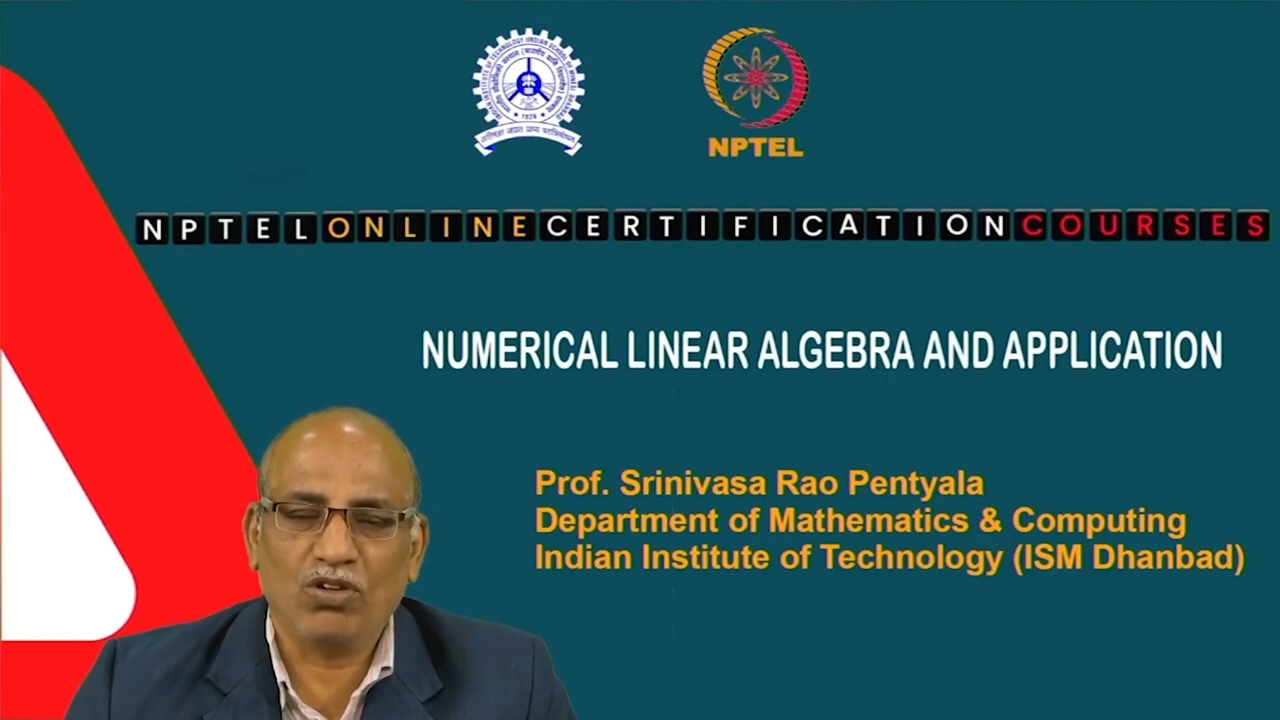 NPTEL
NPTEL ONLINE CERTIFICATION COURSES
NUMERICAL LINEAR ALGEBRA AND APPLICATION
Prof. Srinivasa Rao Pentyala
Department of Mathematics & Computing
Indian Institute of Technology (ISM Dhanbad)